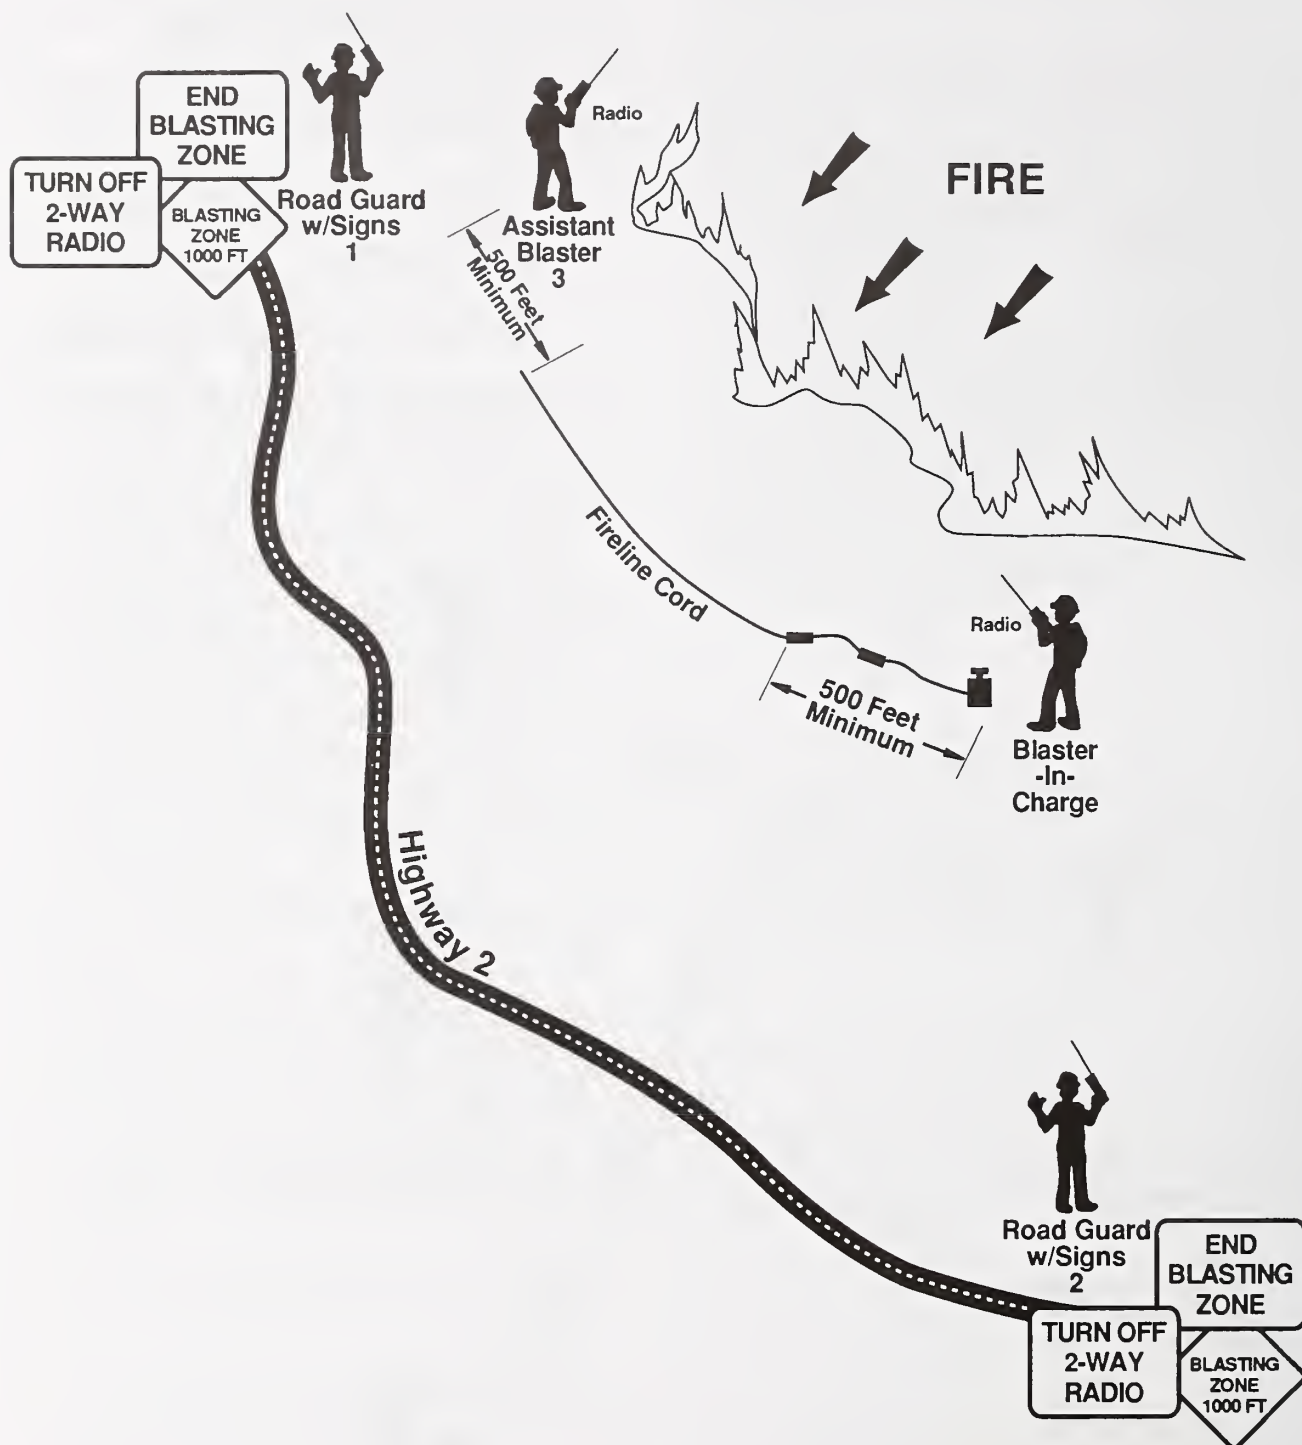 END
BLASTING
ZONE
TURN OFF
2-WAY
RADIO
BLASTING
ZONE
1000 FT
Road Guard
w/Signs
1
Radio
Assistant
Blaster
3
500 Feet
Minimum
FIRE
Fireline Cord
Radio
500 Feet
Minimum
Blaster
-In-
Charge
Highway 2
Road Guard
w/Signs
2
END
BLASTING
ZONE
TURN OFF
2-WAY
RADIO
BLASTING
ZONE
1000 FT